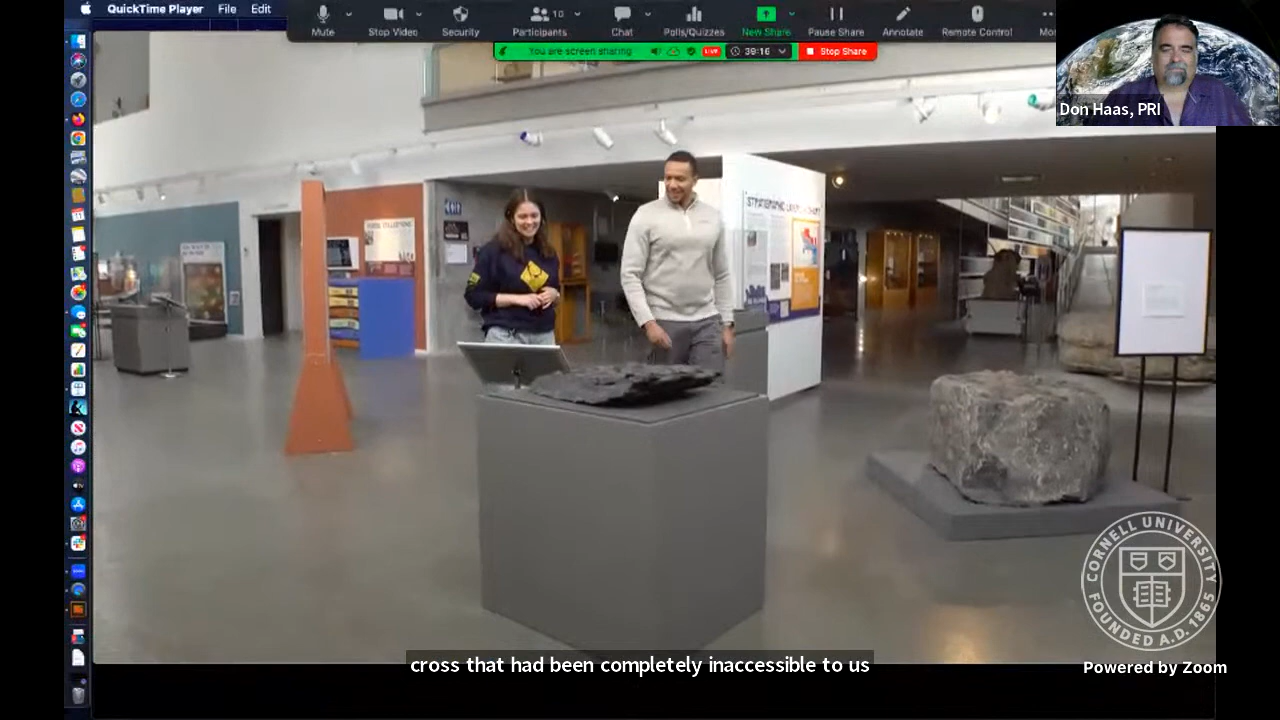 QuickTime Player File Edit
Mute Stop Video Security Participants 10 Chat Polls/Quizzes New Share Pause Share Annotate Remote Control
You are screen sharing LIVE 39:16 Stop Share
Don Haas, PRI
cross that had been completely inaccessible to us
CORNELL UNIVERSITY
FOUNDED A.D. 1865
Powered by Zoom